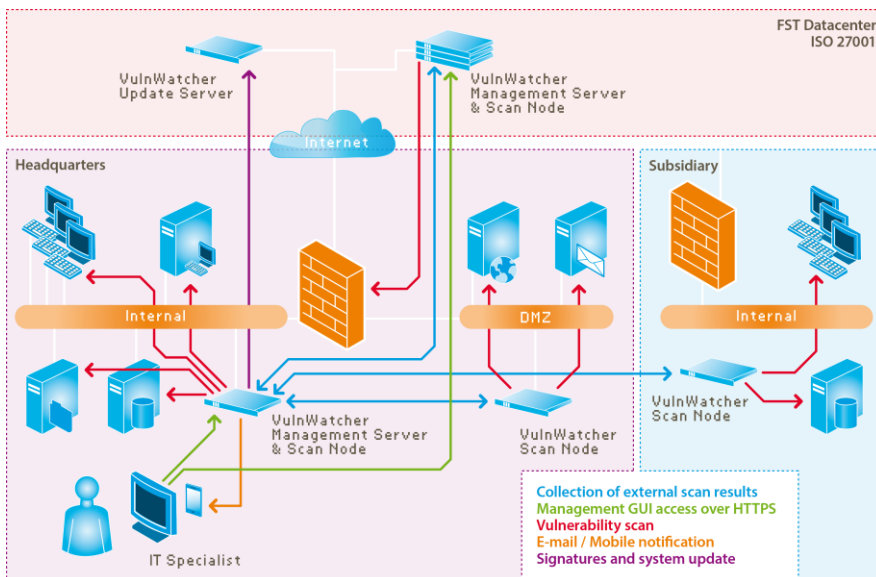 FST Datacenter
ISO 27001
VulnWatcher
Update Server
VulnWatcher
Management Server
& Scan Node
Internet
Headquarters
Subsidiary
Internal
DMZ
Internal
VulnWatcher
Management Server
& Scan Node
VulnWatcher
Scan Node
VulnWatcher
Scan Node
IT Specialist
Collection of external scan results
Management GUI access over HTTPS
Vulnerability scan
E-mail / Mobile notification
Signatures and system update